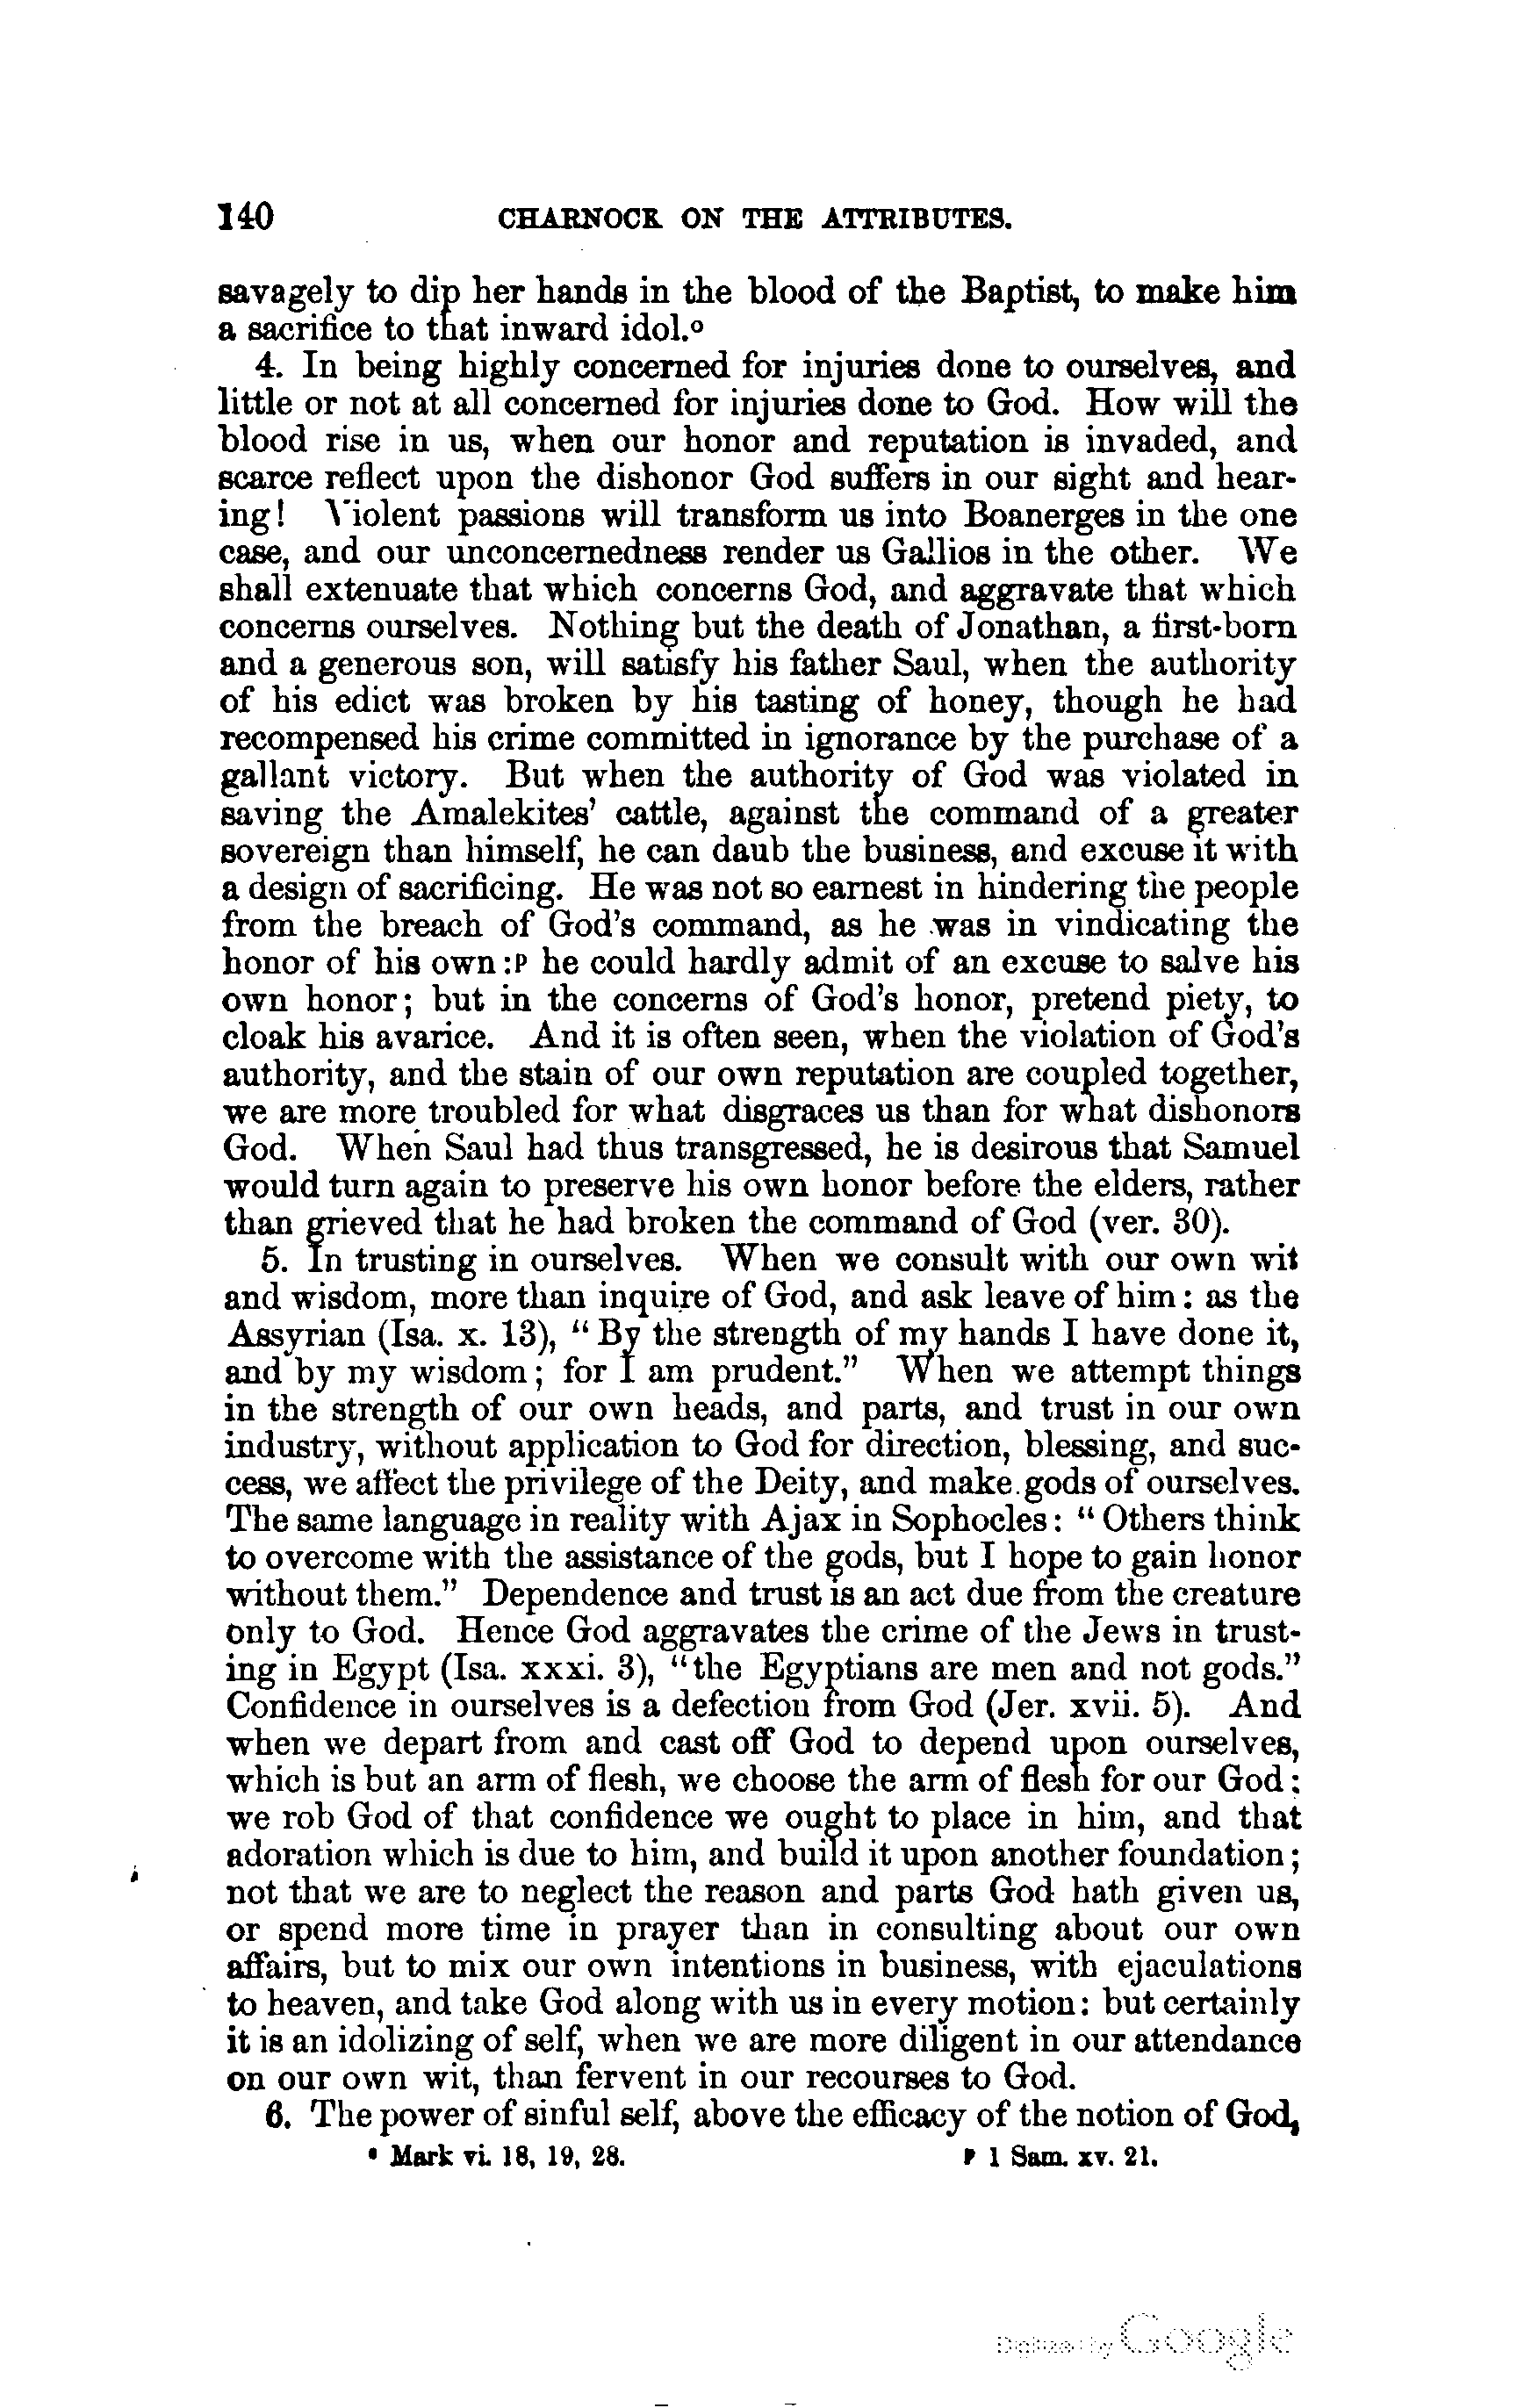 140 CHARNOCK ON THE ATTRIBUTES.
savagely to dip her hands in the blood of the Baptist, to make him
a sacrifice to that inward idol.º
4. In being highly concerned for injuries done to ourselves, and
little or not at all concerned for injuries done to God. How will the
blood rise in us, when our honor and reputation is invaded, and
scarce reflect upon the dishonor God suffers in our sight and hear-
ing! Violent passions will transform us into Boanerges in the one
case, and our unconcernedness render us Gallios in the other. We
shall extenuate that which concerns God, and aggravate that which
concerns ourselves. Nothing but the death of Jonathan, a first-born
and a generous son, will satisfy his father Saul, when the authority
of his edict was broken by his tasting of honey, though he had
recompensed his crime committed in ignorance by the purchase of a
gallant victory. But when the authority of God was violated in
saving the Amalekites' cattle, against the command of a greater
sovereign than himself, he can daub the business, and excuse it with
a design of sacrificing. He was not so earnest in hindering the people
from the breach of God's command, as he was in vindicating the
honor of his own:ᴾ he could hardly admit of an excuse to salve his
own honor; but in the concerns of God's honor, pretend piety, to
cloak his avarice. And it is often seen, when the violation of God's
authority, and the stain of our own reputation are coupled together,
we are more troubled for what disgraces us than for what dishonors
God. When Saul had thus transgressed, he is desirous that Samuel
would turn again to preserve his own honor before the elders, rather
than grieved that he had broken the command of God (ver. 30).
5. In trusting in ourselves. When we consult with our own wit
and wisdom, more than inquire of God, and ask leave of him: as the
Assyrian (Isa. x. 13), "By the strength of my hands I have done it,
and by my wisdom; for I am prudent." When we attempt things
in the strength of our own heads, and parts, and trust in our own
industry, without application to God for direction, blessing, and suc-
cess, we affect the privilege of the Deity, and make gods of ourselves.
The same language in reality with Ajax in Sophocles: "Others think
to overcome with the assistance of the gods, but I hope to gain honor
without them." Dependence and trust is an act due from the creature
only to God. Hence God aggravates the crime of the Jews in trust-
ing in Egypt (Isa. xxxi. 3), "the Egyptians are men and not gods."
Confidence in ourselves is a defection from God (Jer. xvii. 5). And
when we depart from and cast off God to depend upon ourselves,
which is but an arm of flesh, we choose the arm of flesh for our God;
we rob God of that confidence we ought to place in him, and that
adoration which is due to him, and build it upon another foundation;
not that we are to neglect the reason and parts God hath given us,
or spend more time in prayer than in consulting about our own
affairs, but to mix our own intentions in business, with ejaculations
to heaven, and take God along with us in every motion: but certainly
it is an idolizing of self, when we are more diligent in our attendance
on our own wit, than fervent in our recourses to God.
6. The power of sinful self, above the efficacy of the notion of God,
º Mark vi. 18, 19, 28. ᴾ 1 Sam. xv. 21.
Digitized by Google